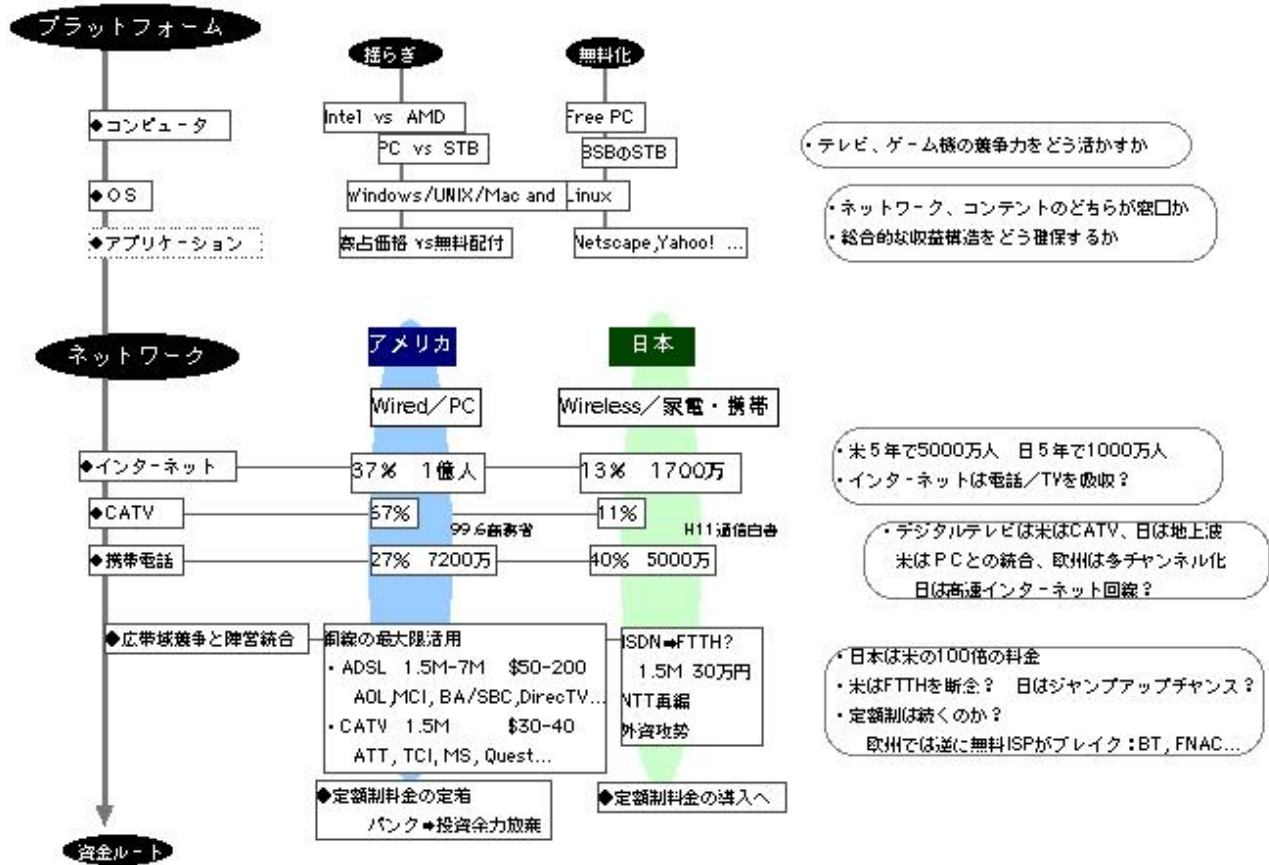 プラットフォーム
揺らぎ
無料化
◆コンピュータ
Intel vs AMD
Free PC
PC vs STB
BSBのSTB
・テレビ、ゲーム機の競争力をどう活かすか
◆OS
Windows/UNIX/Mac and Linux
◆アプリケーション
寡占価格 vs無料配付
Netscape,Yahoo! ...
・ネットワーク、コンテントのどちらが窓口か
・総合的な収益構造をどう確保するか
ネットワーク
アメリカ
日本
Wired/PC
Wireless/家電・携帯
◆インターネット
37% 1億人
13% 1700万
・米5年で5000万人 日5年で1000万人
・インターネットは電話/TVを吸収?
◆CATV
67%
99.6商務省
11%
H11通信白書
◆携帯電話
27% 7200万
40% 5000万
・デジタルテレビは米はCATV、日は地上波
米はPCとの統合、欧州は多チャンネル化
日は高速インターネット回線?
◆広帯域競争と陣営統合
銅線の最大限活用
・ADSL 1.5M-7M $50-200
AOL,MCI, BA/SBC,DirecTV...
・CATV 1.5M $30-40
ATT, TCI, MS, Quest...
ISDN➡FTTH?
1.5M 30万円
NTT再編
外資攻勢
・日本は米の100倍の料金
・米はFTTHを断念? 日はジャンプアップチャンス?
・定額制は続くのか?
欧州では逆に無料ISPがブレイク:BT, FNAC...
◆定額制料金の定着
パンク➡投資余力放棄
◆定額制料金の導入へ
資金ルート